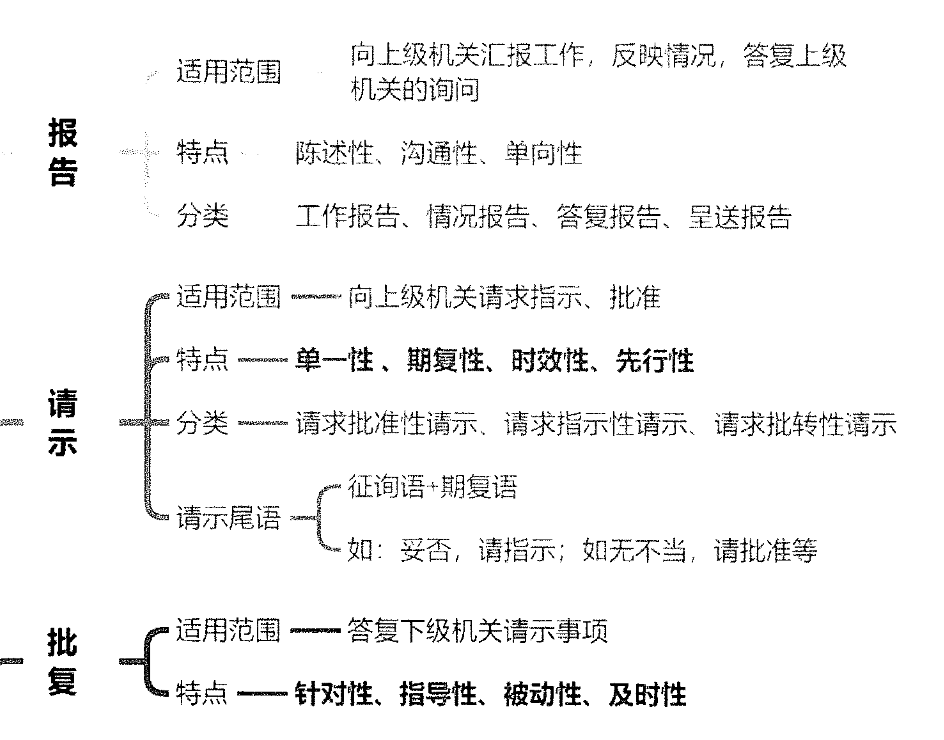 报告
适用范围
向上级机关汇报工作，反映情况，答复上级
机关的询问
特点
陈述性、沟通性、单向性
分类
工作报告、情况报告、答复报告、呈送报告
请示
适用范围
向上级机关请求指示、批准
特点
单一性、期复性、时效性、先行性
分类
请求批准性请示、请求指示性请示、请求批转性请示
请示尾语
征询语+期复语
如：妥否，请指示；如无不当，请批准等
批复
适用范围
答复下级机关请示事项
特点
针对性、指导性、被动性、及时性